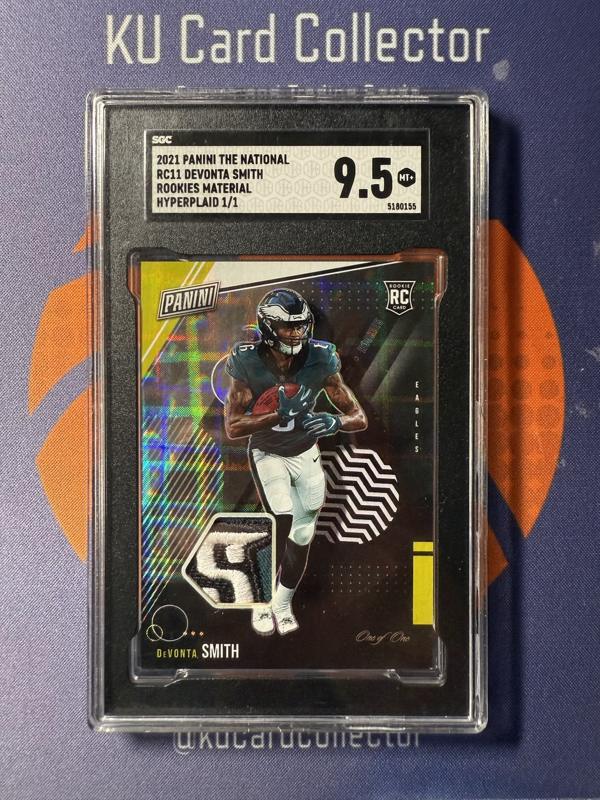 KU Card Collector
SGC
2021 PANINI THE NATIONAL
RC11 DEVONTA SMITH
ROOKIES MATERIAL
HYPERPLAID 1/1
9.5
MT+
5180155
PANINI
ROOKIE
RC
CARD
EAGLES
One of One
DEVONTA SMITH
@kucardcollector